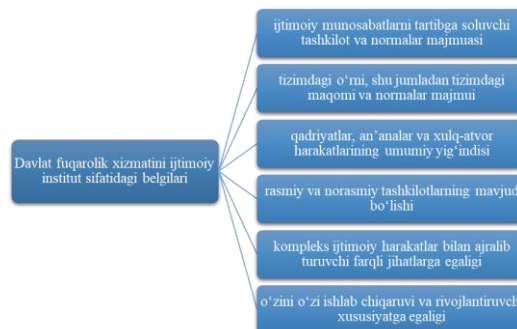 ijtimoiy munosabatlarni tartibga soluvchi
tashkilot va normalar majmuasi
tizimdagi o‘rni, shu jumladan tizimdagi
maqomi va normalar majmui
qadriyatlar, an’analar va xulq-atvor
harakatlarining umumiy yig‘indisi
Davlat fuqarolik xizmatini ijtimoiy
institut sifatidagi belgilari
rasmiy va norasmiy tashkilotlarning mavjud
bo‘lishi
kompleks ijtimoiy harakatlar bilan ajralib
turuvchi farqli jihatlarga egaligi
o‘zini o‘zi ishlab chiqaruvi va rivojlantiruvchi
xususiyatga egaligi